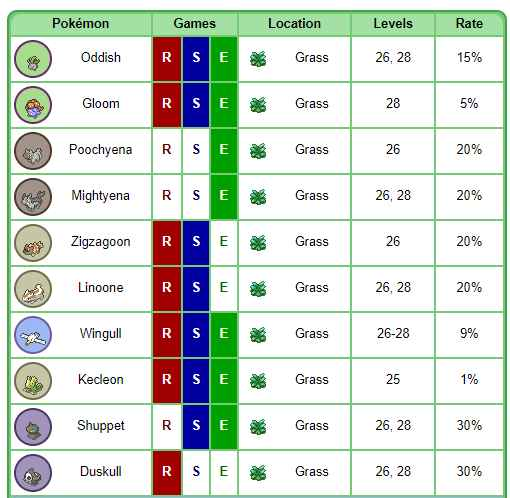 Pokémon Games Location Levels Rate
Oddish R S E Grass 26, 28 15%
Gloom R S E Grass 28 5%
Poochyena R S E Grass 26 20%
Mightyena R S E Grass 26, 28 20%
Zigzagoon R S E Grass 26 20%
Linoone R S E Grass 26, 28 20%
Wingull R S E Grass 26-28 9%
Kecleon R S E Grass 25 1%
Shuppet R S E Grass 26, 28 30%
Duskull R S E Grass 26, 28 30%